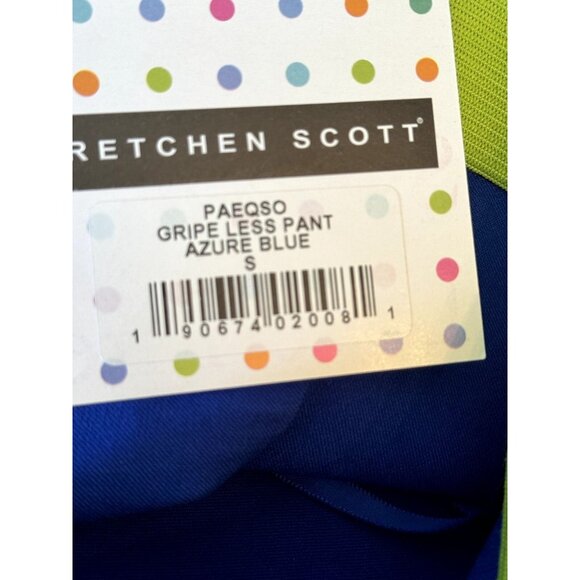 RETCHEN SCOTT®
PAEQSO
GRIPE LESS PANT
AZURE BLUE
S
1 90674 02008 1